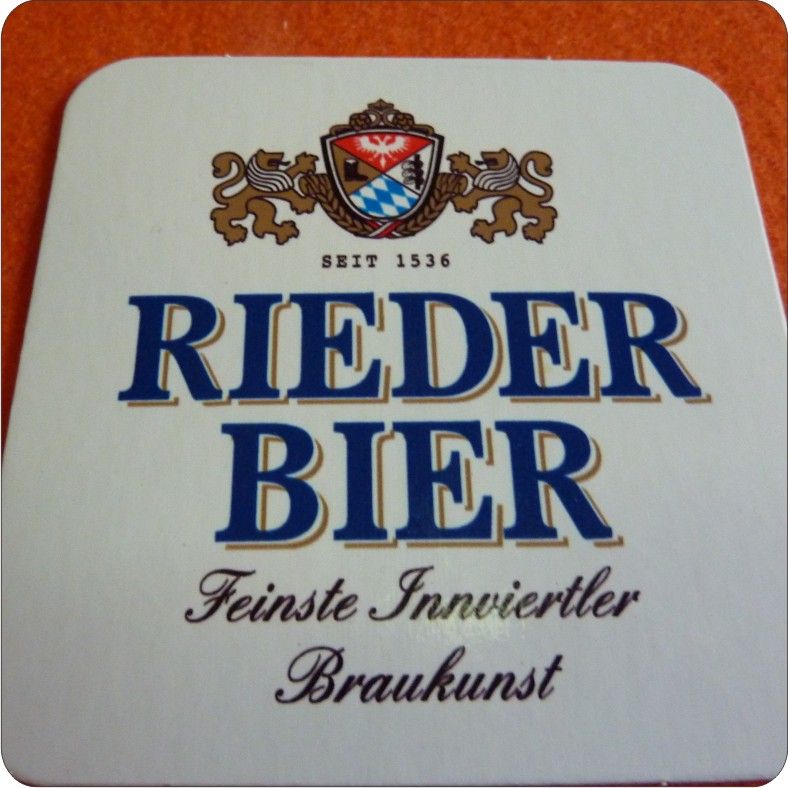 SEIT 1536
RIEDER
BIER
Feinste Innviertler
Braukunst